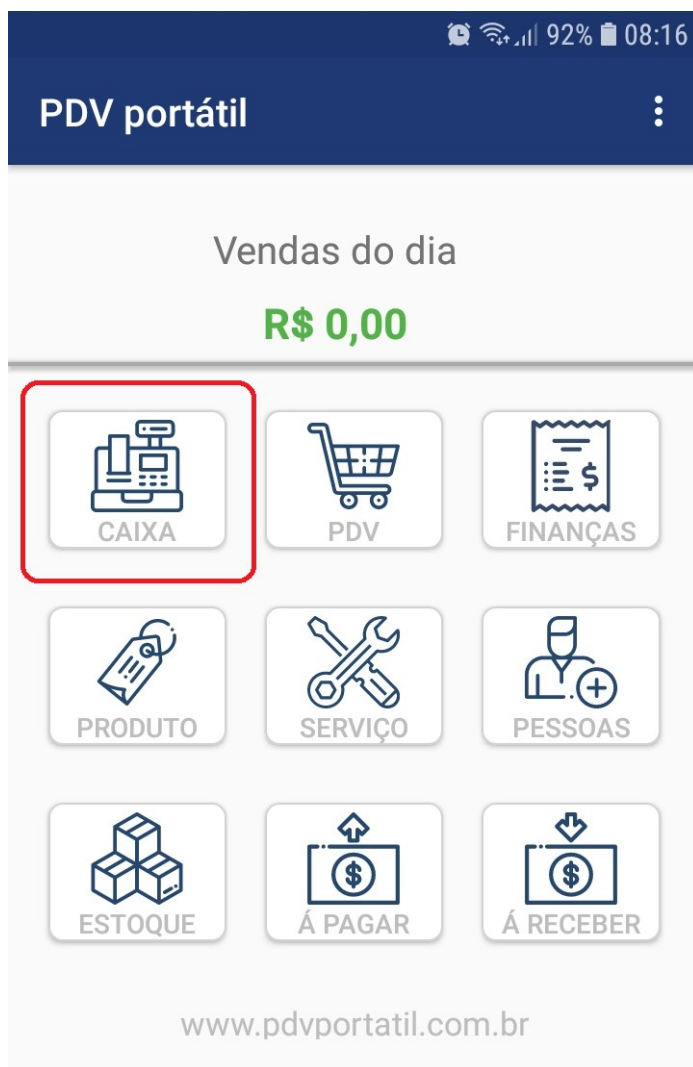 92% 08:16
PDV portátil
Vendas do dia
R$ 0,00
CAIXA PDV FINANÇAS
PRODUTO SERVIÇO PESSOAS
ESTOQUE Á PAGAR Á RECEBER
www.pdvportatil.com.br